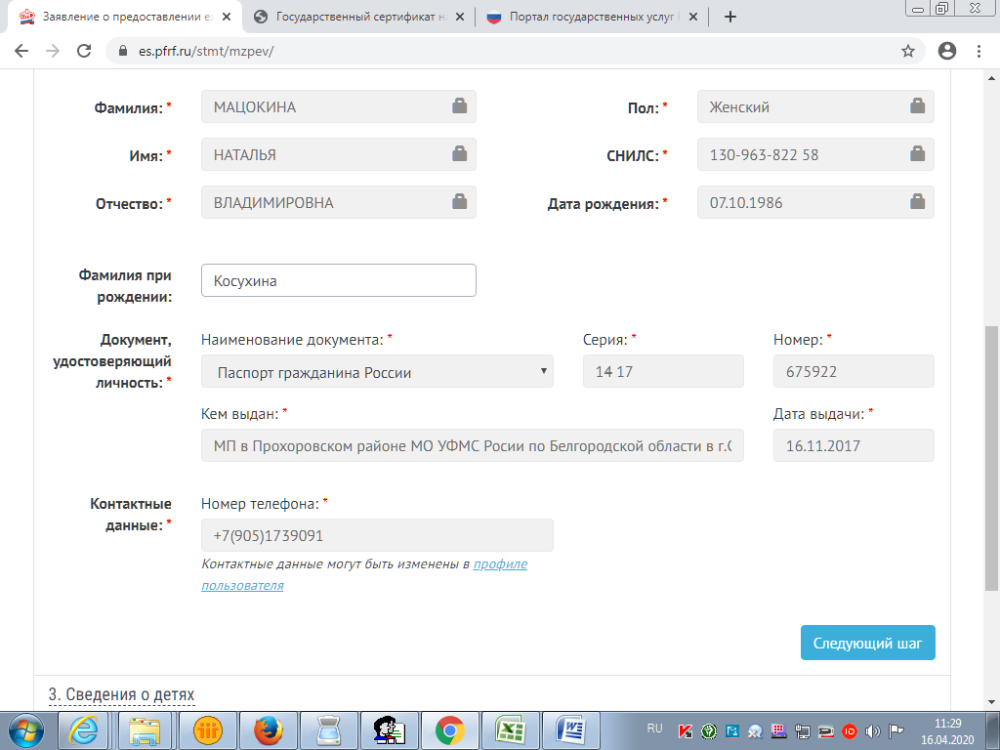 Заявление о предоставлении еж
Государственный сертификат на
Портал государственных услуг
es.pfrf.ru/stmt/mzpev/
Фамилия: * МАЦОКИНА
Пол: * Женский
Имя: * НАТАЛЬЯ
СНИЛС: * 130-963-822 58
Отчество: * ВЛАДИМИРОВНА
Дата рождения: * 07.10.1986
Фамилия при
рождении:
Косухина
Документ,
удостоверяющий
личность: *
Наименование документа: *
Серия: *
Номер: *
Паспорт гражданина России
14 17
675922
Кем выдан: *
Дата выдачи: *
МП в Прохоровском районе МО УФМС Росии по Белгородской области в г.
16.11.2017
Контактные
данные: *
Номер телефона: *
+7(905)1739091
Контактные данные могут быть изменены в профиле
пользователя
Следующий шаг
3. Сведения о детях
RU
11:29
16.04.2020